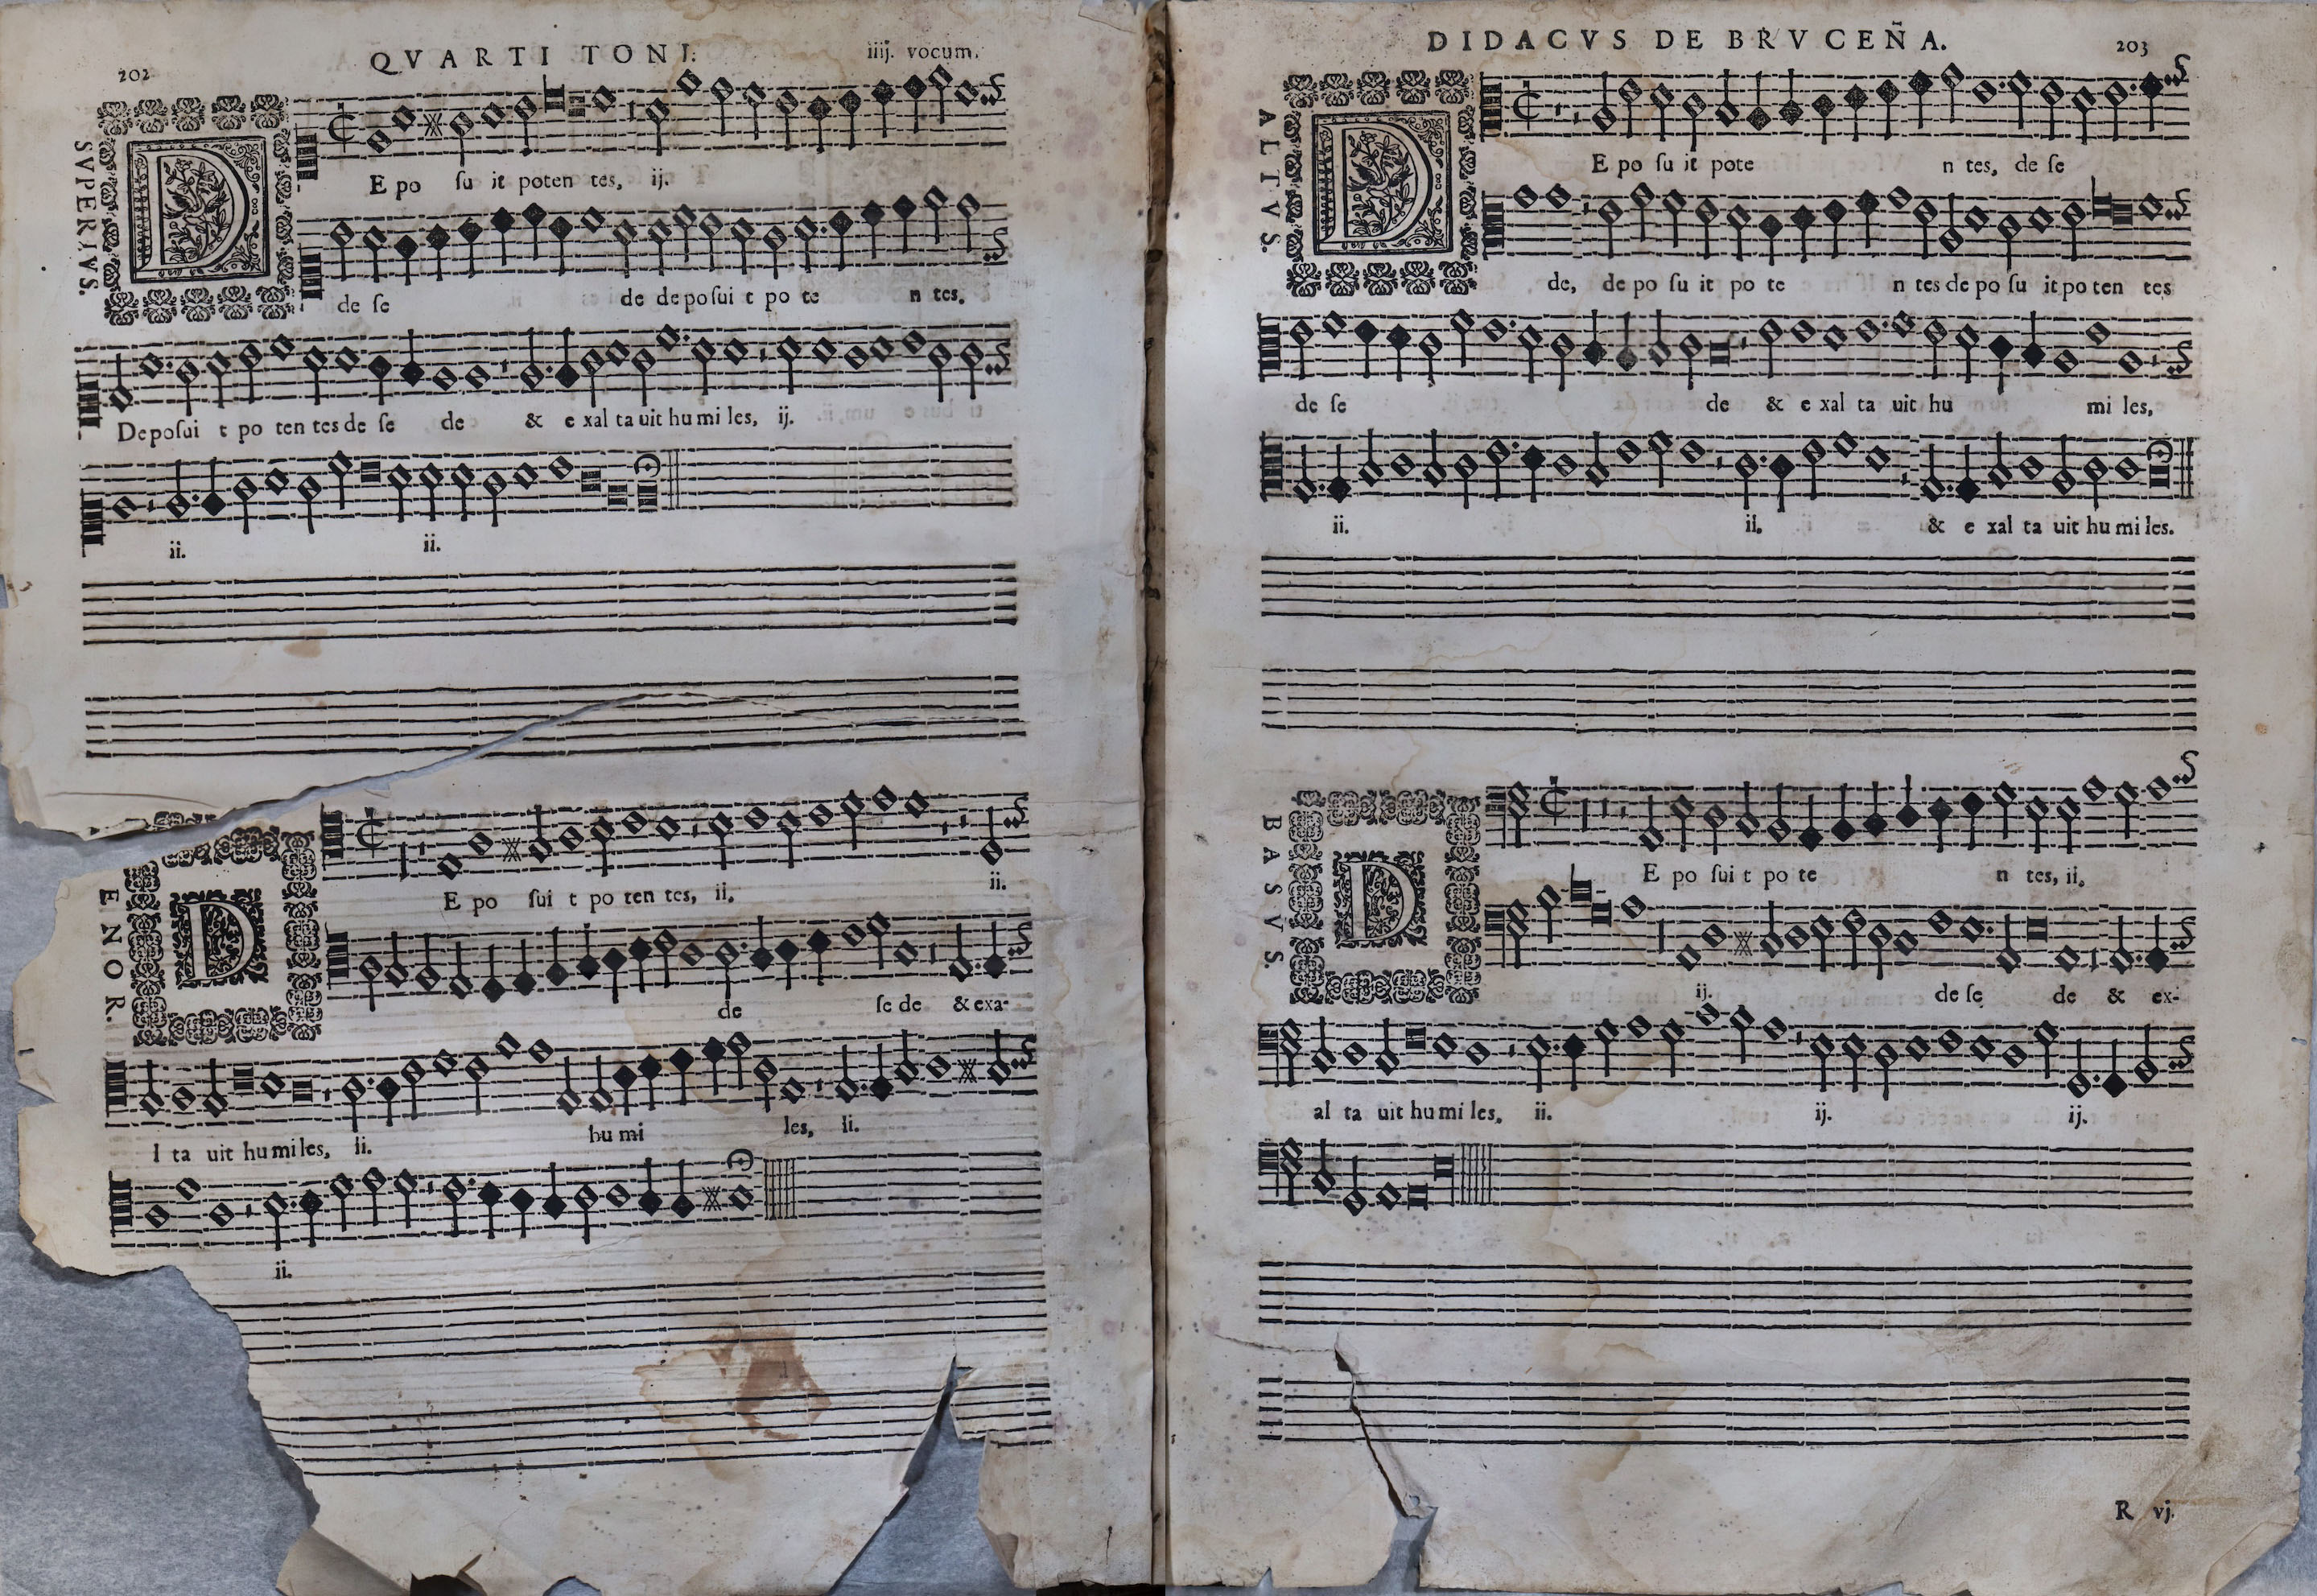 202
QVARTI TONI.
iiij. vocum.
SVPERIVS.
D
E po su it poten tes, ij.
de se de deposui t po te n tes,
Deposui t po ten tes de se de & e xal ta uit hu mi les, ij.
ii. ii.
ENOR.
D
E po sui t po ten tes, ii. ii.
de se de & exa-
l ta uit humiles, ii. hu mi les, ii.
ii.
DIDACVS DE BRVCEÑA.
203
ALTVS.
D
E po su it pote n tes, de se
de, de po su it po te n tes de po su it po ten tes
de se de & e xal ta uit hu mi les,
ii. ii. & e xal ta uit hu mi les.
BASVS.
D
E po sui t po te n tes, ii.
ij. de se de & ex-
al ta uit hu mi les, ii. ij. ij.
R vj.